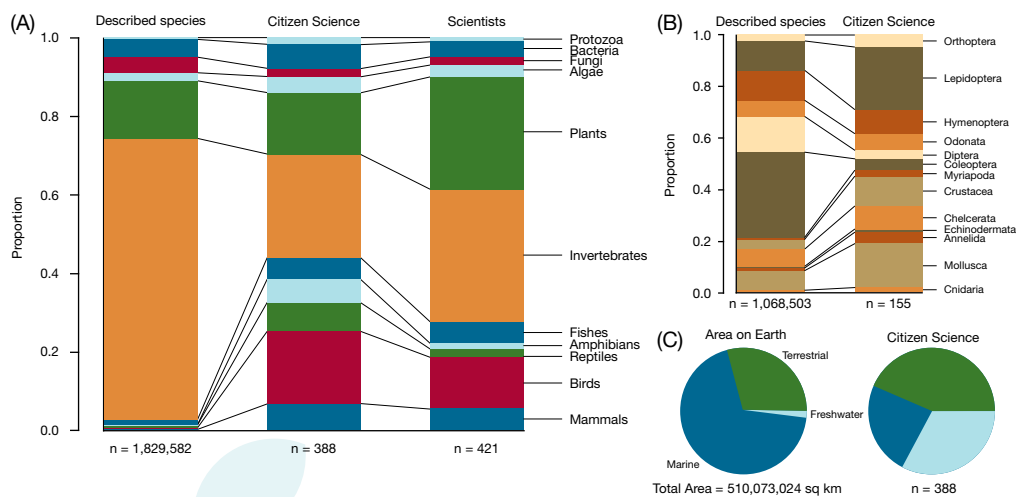 (A)
Described species
Citizen Science
Scientists
Proportion
1.0
0.8
0.6
0.4
0.2
0.0
Protozoa
Bacteria
Fungi
Algae
Plants
Invertebrates
Fishes
Amphibians
Reptiles
Birds
Mammals
n = 1,829,582
n = 388
n = 421
(B)
Described species
Citizen Science
Proportion
1.0
0.8
0.6
0.4
0.2
0.0
Orthoptera
Lepidoptera
Hymenoptera
Odonata
Diptera
Coleoptera
Myriapoda
Crustacea
Chelcerata
Echinodermata
Annelida
Mollusca
Cnidaria
n = 1,068,503
n = 155
(C)
Area on Earth
Citizen Science
Terrestrial
Freshwater
Marine
Total Area = 510,073,024 sq km
n = 388